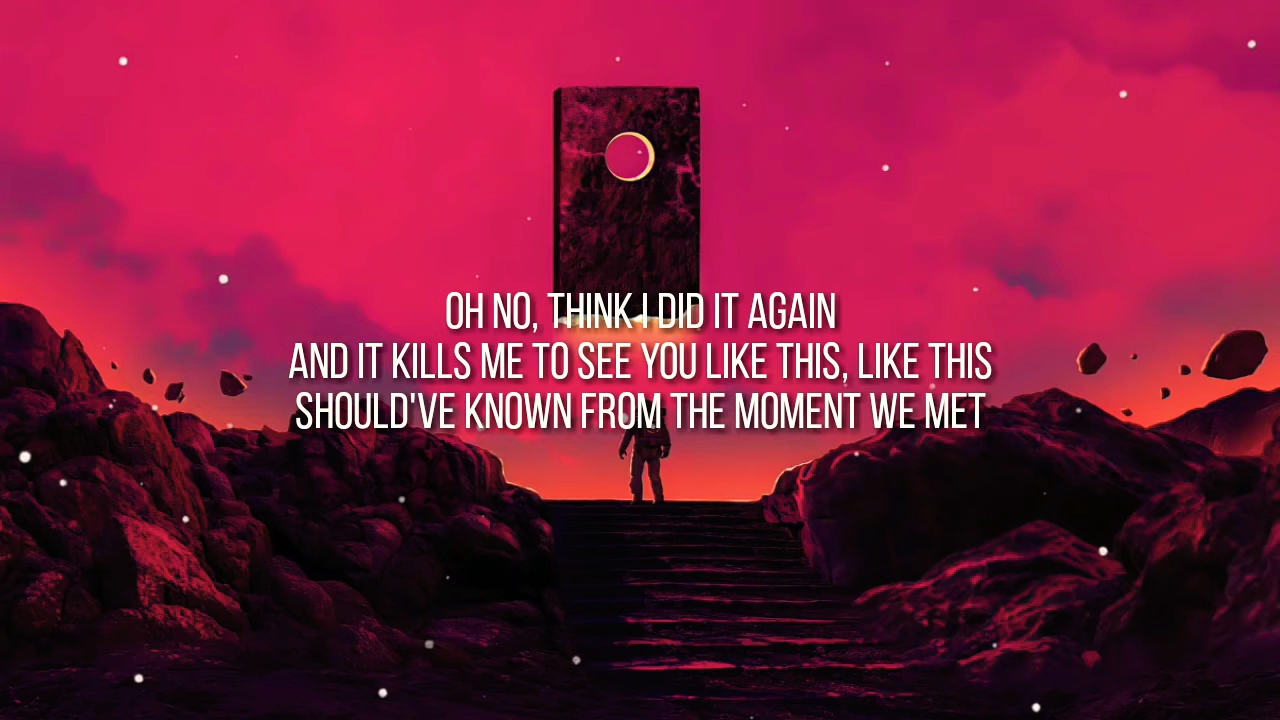 OH NO, THINK I DID IT AGAIN
AND IT KILLS ME TO SEE YOU LIKE THIS, LIKE THIS
SHOULD'VE KNOWN FROM THE MOMENT WE MET